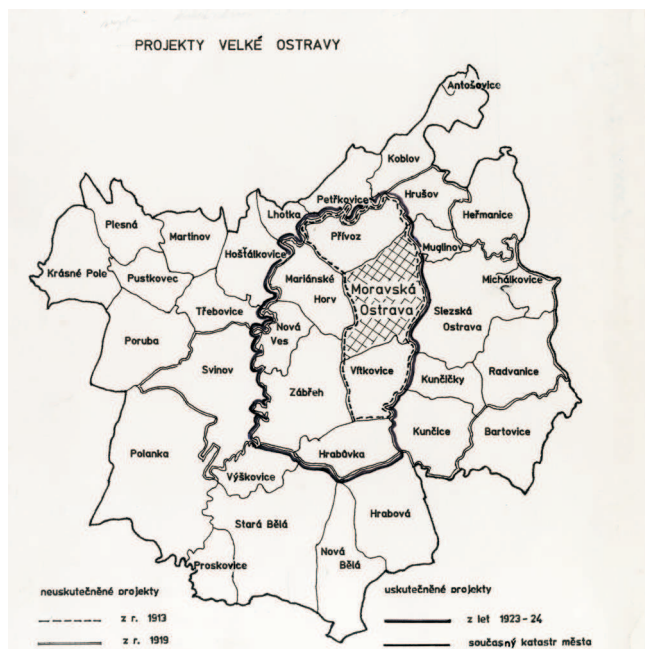 PROJEKTY VELKÉ OSTRAVY
Antošovice
Koblov
Petřkovice
Hrušov
Heřmanice
Lhotka
Plesná
Martinov
Hošťálkovice
Přívoz
Muglinov
Krásné Pole
Pustkovec
Mariánské
Horv
Moravská
Ostrava
Michálkovice
Třebovice
Slezská
Ostrava
Nová
Ves
Poruba
Svinov
Vítkovice
Kunčičky
Radvanice
Zábřeh
Polanka
Hrabůvka
Kunčice
Bartovice
Výškovice
Stará Bělá
Hrabová
Nová
Bělá
Proskovice
neuskutečněné projekty
z r. 1913
z r. 1919
uskutečněné projekty
z let 1923-24
současný katastr města